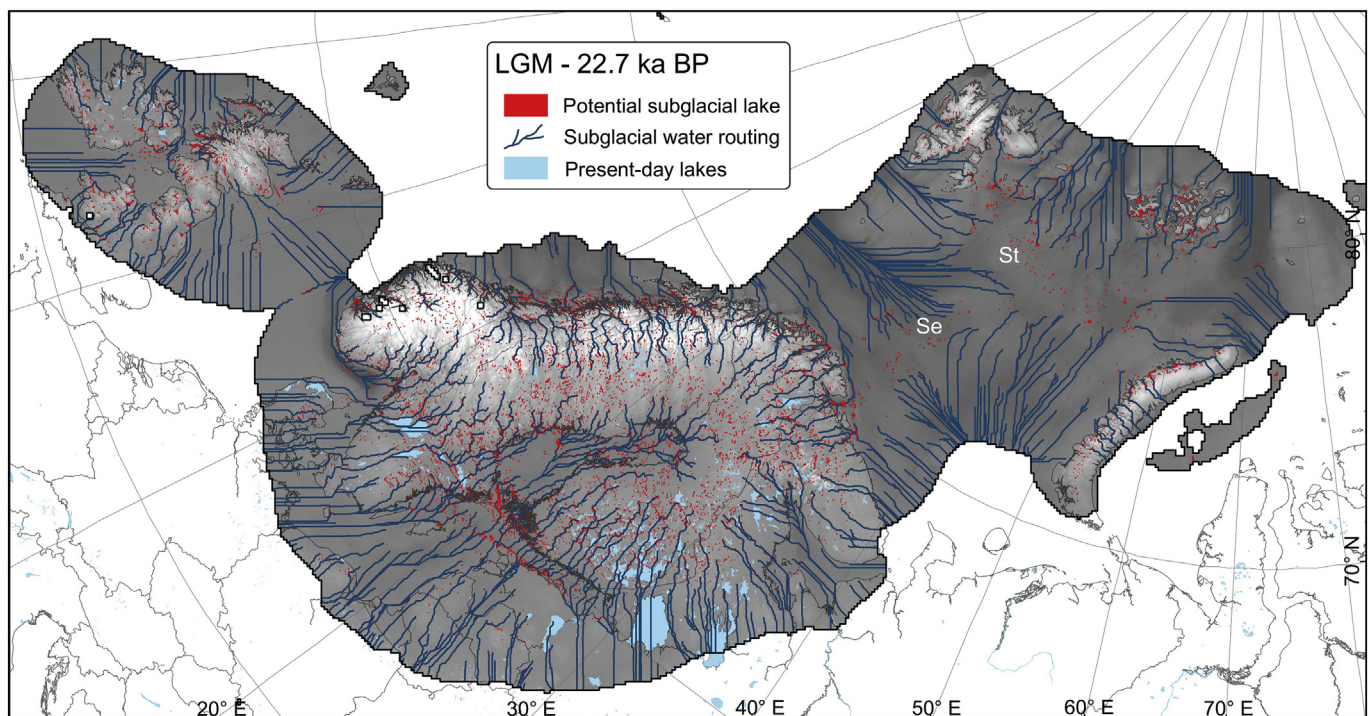 LGM - 22.7 ka BP
Potential subglacial lake
Subglacial water routing
Present-day lakes
St
Se
80° N
70° N
20° E
30° E
40° E
50° E
60° E
70° E